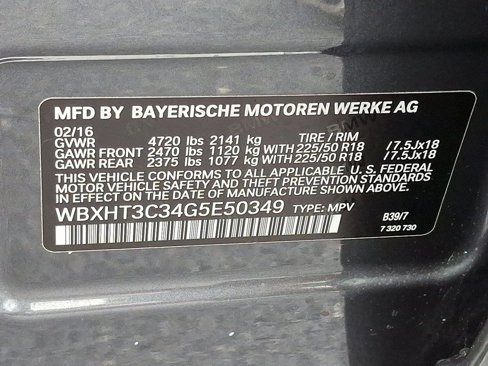 MFD BY BAYERISCHE MOTOREN WERKE AG
02/16
GVWR 4720 lbs 2141 kg TIRE / RIM
GAWR FRONT 2470 lbs 1120 kg WITH 225/50 R18 /7.5Jx18
GAWR REAR 2375 lbs 1077 kg WITH 225/50 R18 /7.5Jx18
THIS VEHICLE CONFORMS TO ALL APPLICABLE U.S. FEDERAL
MOTOR VEHICLE SAFETY AND THEFT PREVENTION STANDARDS
IN EFFECT ON THE DATE OF MANUFACTURE SHOWN ABOVE.
WBXHT3C34G5E50349 TYPE: MPV
B39/7
7 320 730